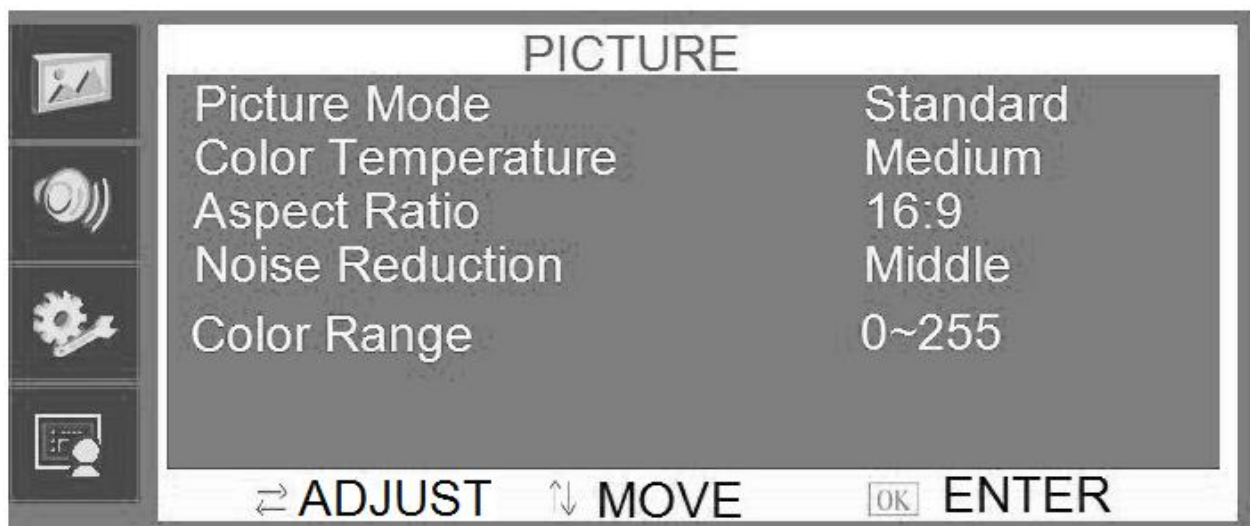 PICTURE
Picture Mode Standard
Color Temperature Medium
Aspect Ratio 16:9
Noise Reduction Middle
Color Range 0~255
⇄ ADJUST ↑↓ MOVE OK ENTER